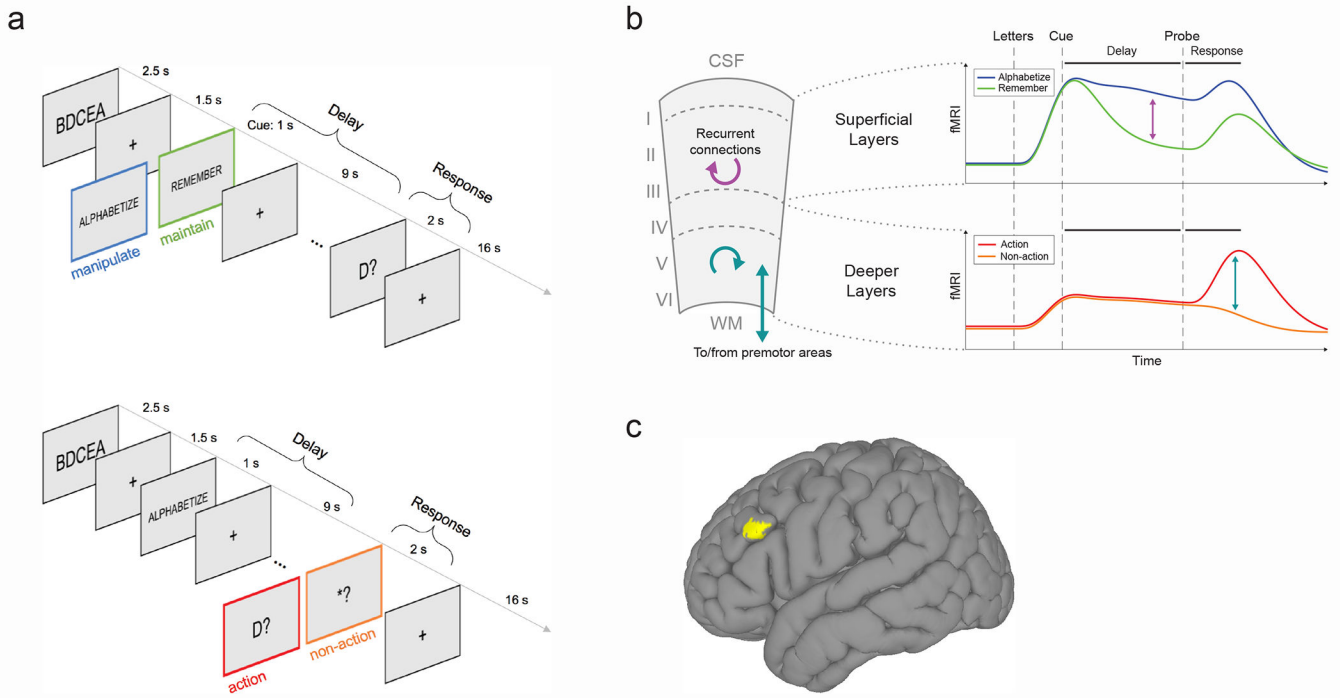 a
2.5 s
BDCEA
1.5 s
+
Cue: 1 s
Delay
ALPHABETIZE
manipulate
REMEMBER
maintain
9 s
+
...
Response
2 s
D?
16 s
+
2.5 s
BDCEA
1.5 s
+
1 s
Delay
ALPHABETIZE
9 s
+
...
Response
2 s
D?
action
*?
non-action
16 s
+
b
CSF
I
II
III
IV
V
VI
Recurrent
connections
WM
To/from premotor areas
Superficial
Layers
Deeper
Layers
Letters
Cue
Probe
Delay
Response
Alphabetize
Remember
fMRI
Action
Non-action
fMRI
Time
c